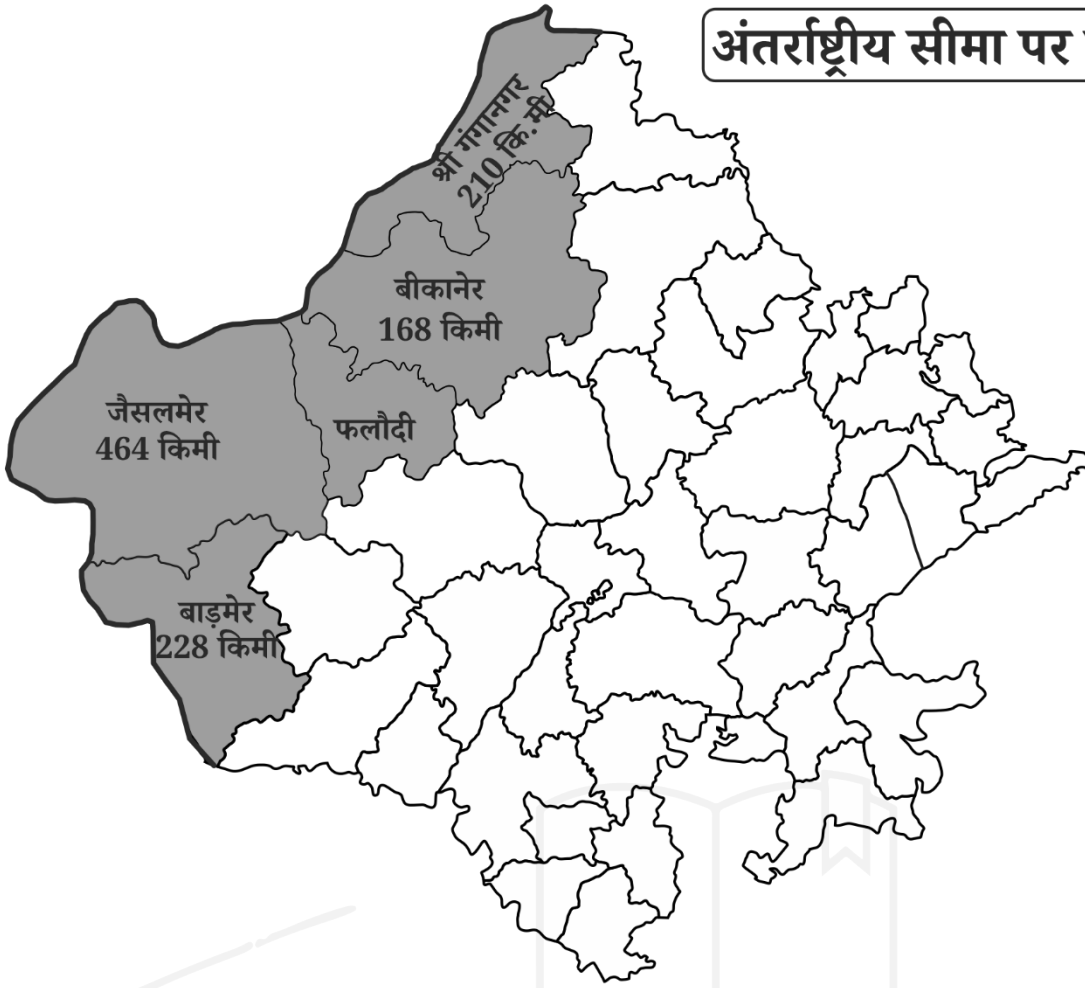 अंतर्राष्ट्रीय सीमा पर
श्री गंगानगर
210 कि.मी
बीकानेर
168 किमी
जैसलमेर
464 किमी
फलौदी
बाड़मेर
228 किमी